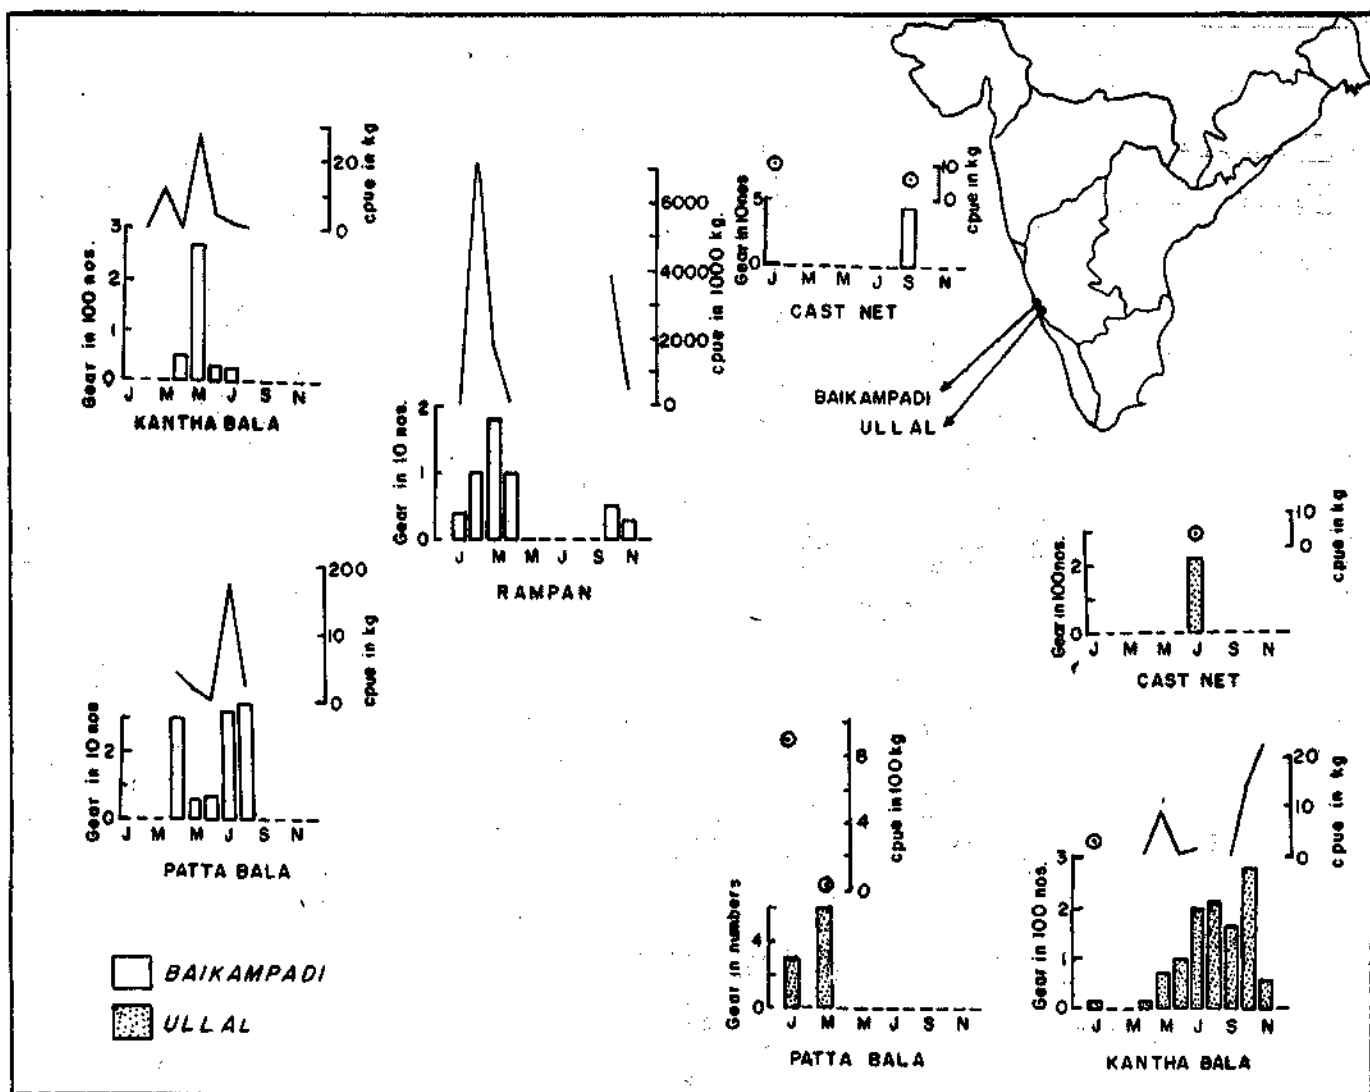 Gear in 100 nos.
3
2
1
0
J M M J S N
cpue in kg
20
0
KANTHA BALA
Gear in 10 nos.
2
1
0
J M M J S N
cpue in 1000 kg.
6000
4000
2000
0
RAMPAN
Gear in 10nos
5
0
J M M J S N
cpue in kg
10
0
CAST NET
BAIKAMPADI
ULLAL
Gear in 100nos.
2
0
J M M J S N
cpue in kg
10
0
CAST NET
Gear in 10 nos
2
0
J M M J S N
cpue in kg
200
10
0
PATTA BALA
Gear in numbers
4
0
J M M J S N
cpue in 100kg
8
4
0
PATTA BALA
Gear in 100 nos.
3
2
1
0
J M M J S N
cpue in kg
20
10
0
KANTHA BALA
BAIKAMPADI
ULLAL